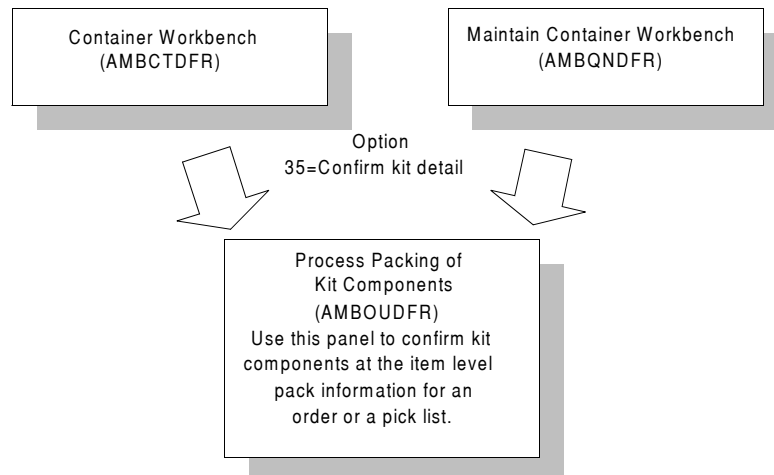 Container Workbench
(AMBCTDFR)
Maintain Container Workbench
(AMBQNDFR)
Option
35=Confirm kit detail
Process Packing of
Kit Components
(AMBOUDFR)
Use this panel to confirm kit
components at the item level
pack information for an
order or a pick list.